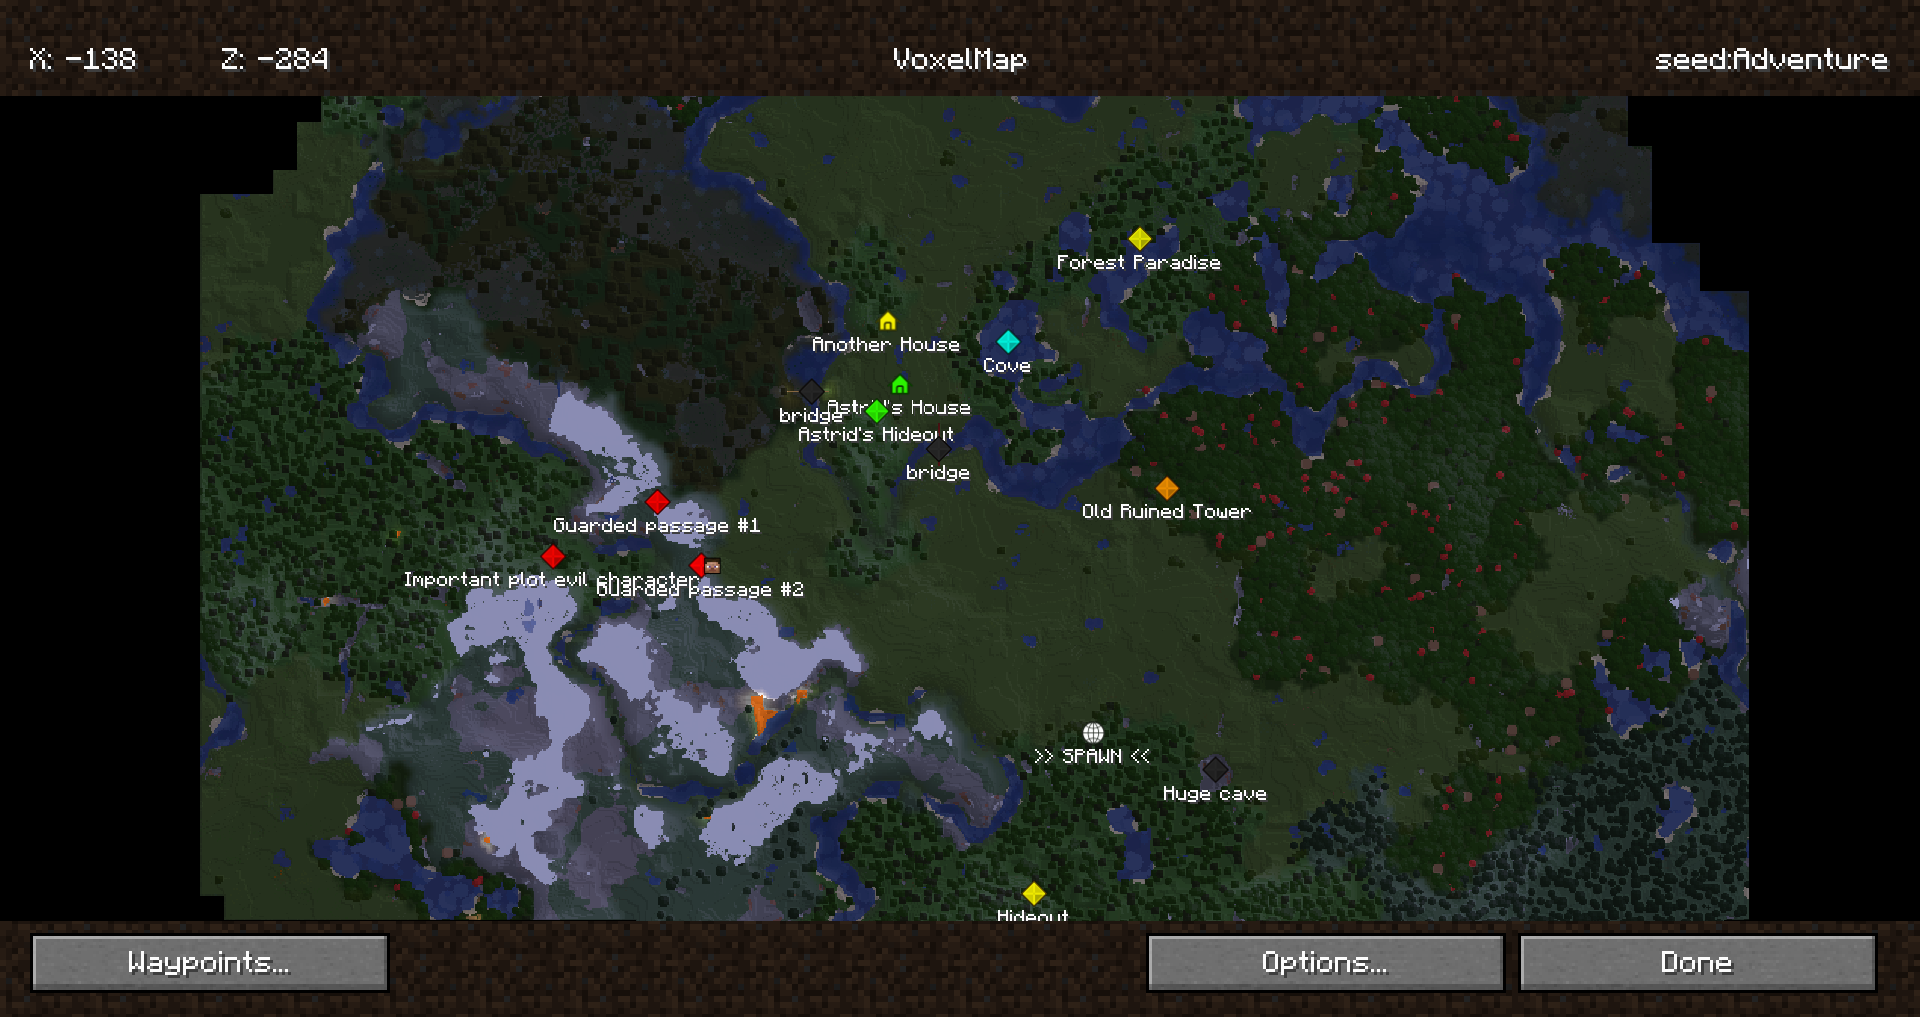 X: -138 Z: -284 VoxelMap seed:Adventure
Forest Paradise
Another House
Cove
Astrid's House
bridge
Astrid's Hideout
bridge
Old Ruined Tower
Guarded passage #1
Important plot evil character
Guarded passage #2
>> SPAWN <<
Huge cave
Hideout
Waypoints... Options... Done